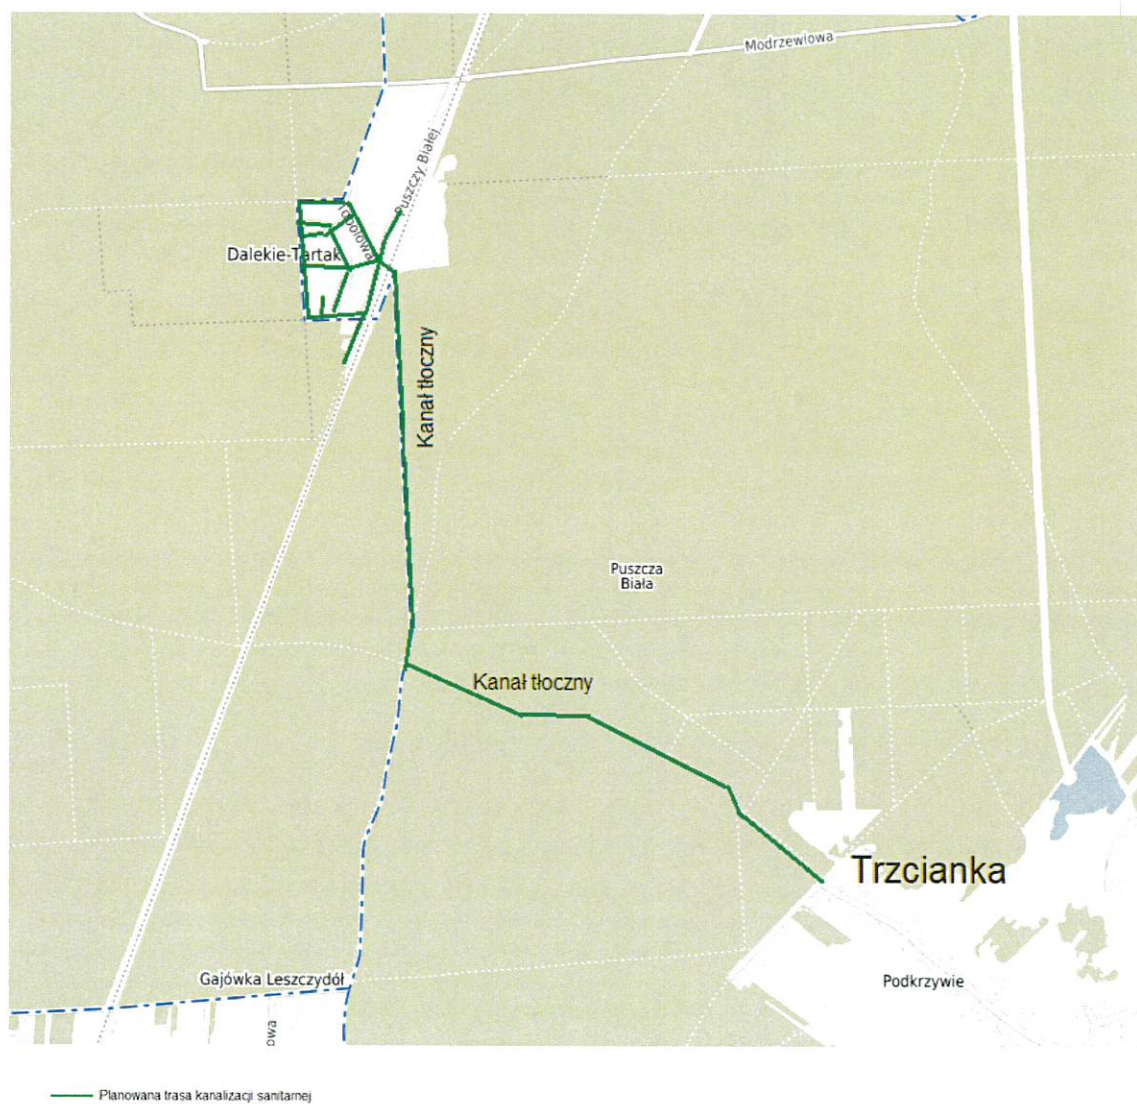 Modrzewiowa
Puszczy Białej
Topolowa
Dalekie-Tartak
Kanał tłoczny
Puszcza
Biała
Kanał tłoczny
Trzcianka
Gajówka Leszczydół
Podkrzywie
owa
Planowana trasa kanalizacji sanitarnej